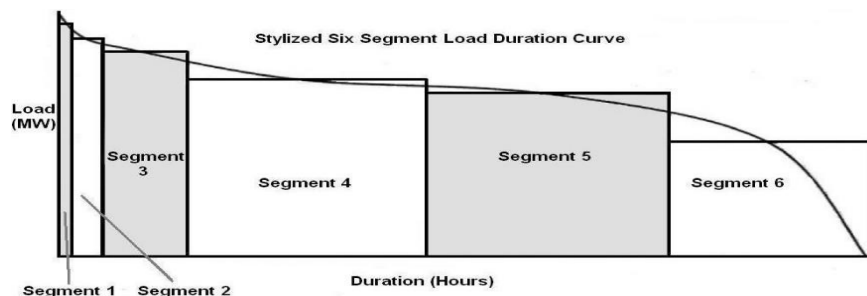 Stylized Six Segment Load Duration Curve
Load
(MW)
Segment
3
Segment 4
Segment 5
Segment 6
Duration (Hours)
Segment 1
Segment 2